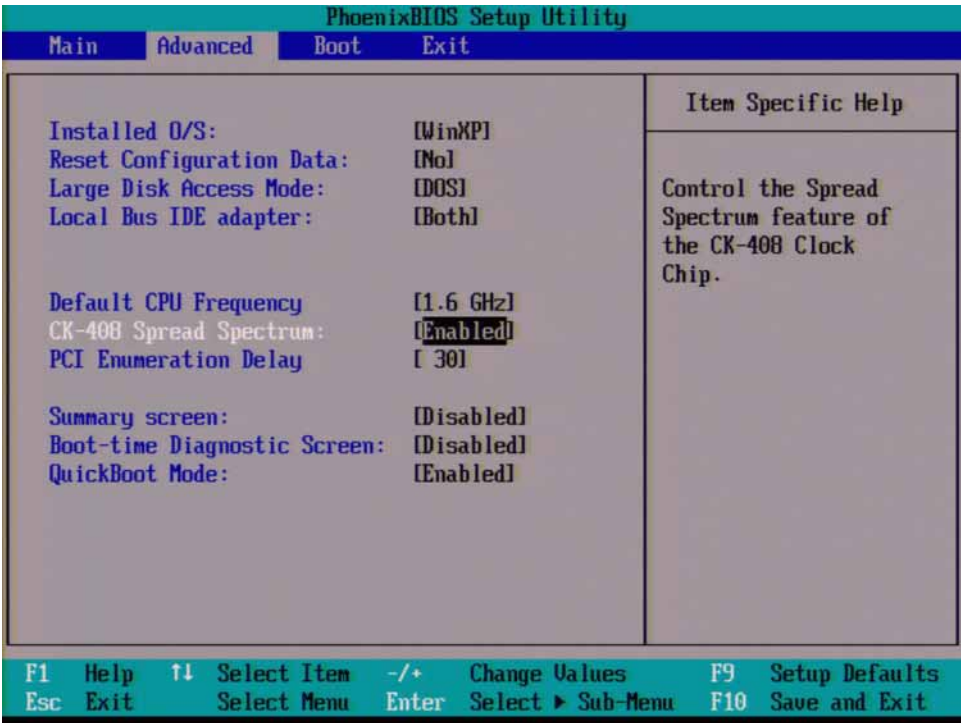 PhoenixBIOS Setup Utility
Main Advanced Boot Exit
Item Specific Help
Installed O/S: [WinXP]
Reset Configuration Data: [No]
Large Disk Access Mode: [DOS] Control the Spread
Local Bus IDE adapter: [Both] Spectrum feature of
the CK-408 Clock
Chip.
Default CPU Frequency [1.6 GHz]
CK-408 Spread Spectrum: [Enabled]
PCI Enumeration Delay [ 30]
Summary screen: [Disabled]
Boot-time Diagnostic Screen: [Disabled]
QuickBoot Mode: [Enabled]
F1 Help ↑↓ Select Item -/+ Change Values F9 Setup Defaults
Esc Exit Select Menu Enter Select ▶ Sub-Menu F10 Save and Exit